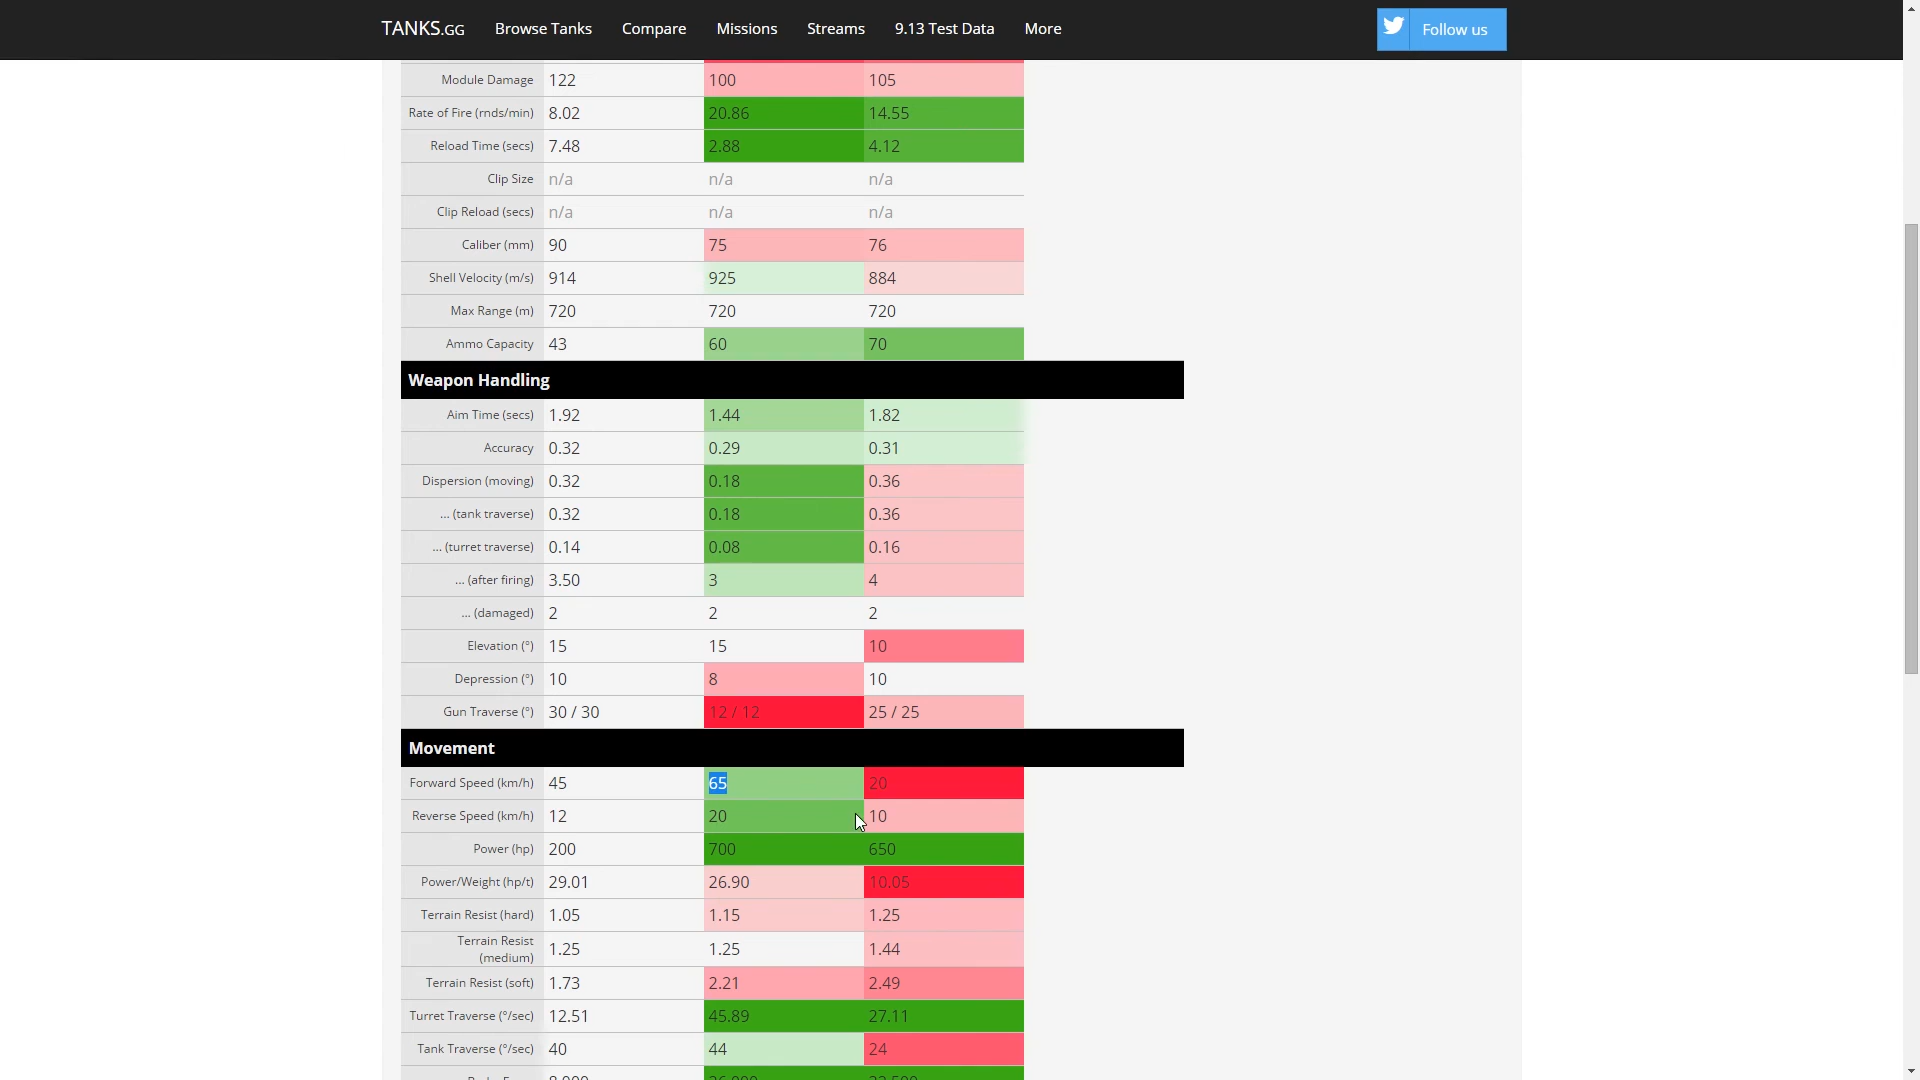 TANKS.GG Browse Tanks Compare Missions Streams 9.13 Test Data More Follow us
Module Damage 122 100 105
Rate of Fire (rnds/min) 8.02 20.86 14.55
Reload Time (secs) 7.48 2.88 4.12
Clip Size n/a n/a n/a
Clip Reload (secs) n/a n/a n/a
Caliber (mm) 90 75 76
Shell Velocity (m/s) 914 925 884
Max Range (m) 720 720 720
Ammo Capacity 43 60 70
Weapon Handling
Aim Time (secs) 1.92 1.44 1.82
Accuracy 0.32 0.29 0.31
Dispersion (moving) 0.32 0.18 0.36
... (tank traverse) 0.32 0.18 0.36
... (turret traverse) 0.14 0.08 0.16
... (after firing) 3.50 3 4
... (damaged) 2 2 2
Elevation (°) 15 15 10
Depression (°) 10 8 10
Gun Traverse (°) 30 / 30 12 / 12 25 / 25
Movement
Forward Speed (km/h) 45 65 20
Reverse Speed (km/h) 12 20 10
Power (hp) 200 700 650
Power/Weight (hp/t) 29.01 26.90 10.05
Terrain Resist (hard) 1.05 1.15 1.25
Terrain Resist
(medium) 1.25 1.25 1.44
Terrain Resist (soft) 1.73 2.21 2.49
Turret Traverse (°/sec) 12.51 45.89 27.11
Tank Traverse (°/sec) 40 44 24